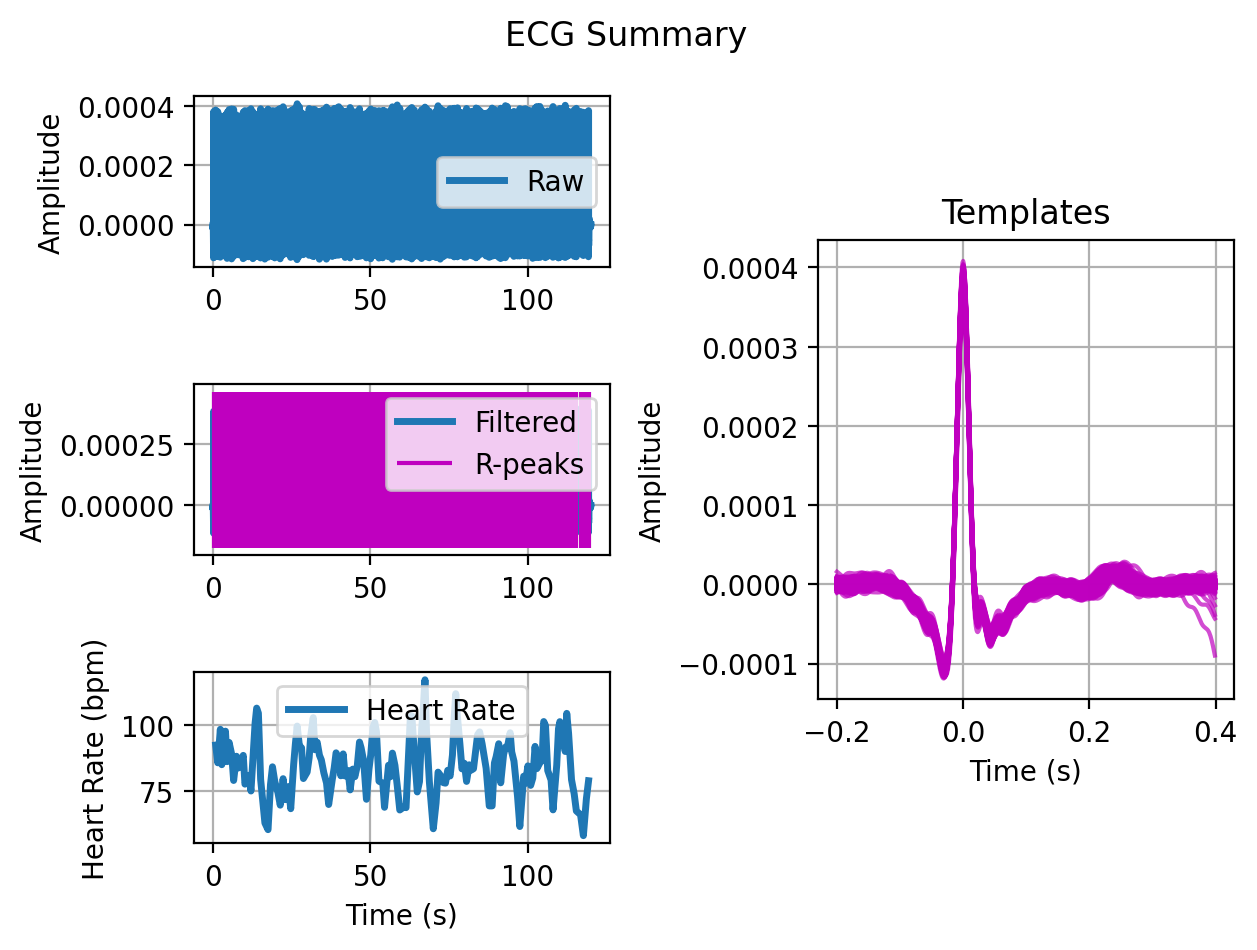 ECG Summary
Amplitude
0.0004
0.0002
0.0000
Raw
0
50
100
Amplitude
0.00025
0.00000
Filtered
R-peaks
0
50
100
Heart Rate (bpm)
100
75
Heart Rate
0
50
100
Time (s)
Templates
Amplitude
0.0004
0.0003
0.0002
0.0001
0.0000
−0.0001
−0.2
0.0
0.2
0.4
Time (s)